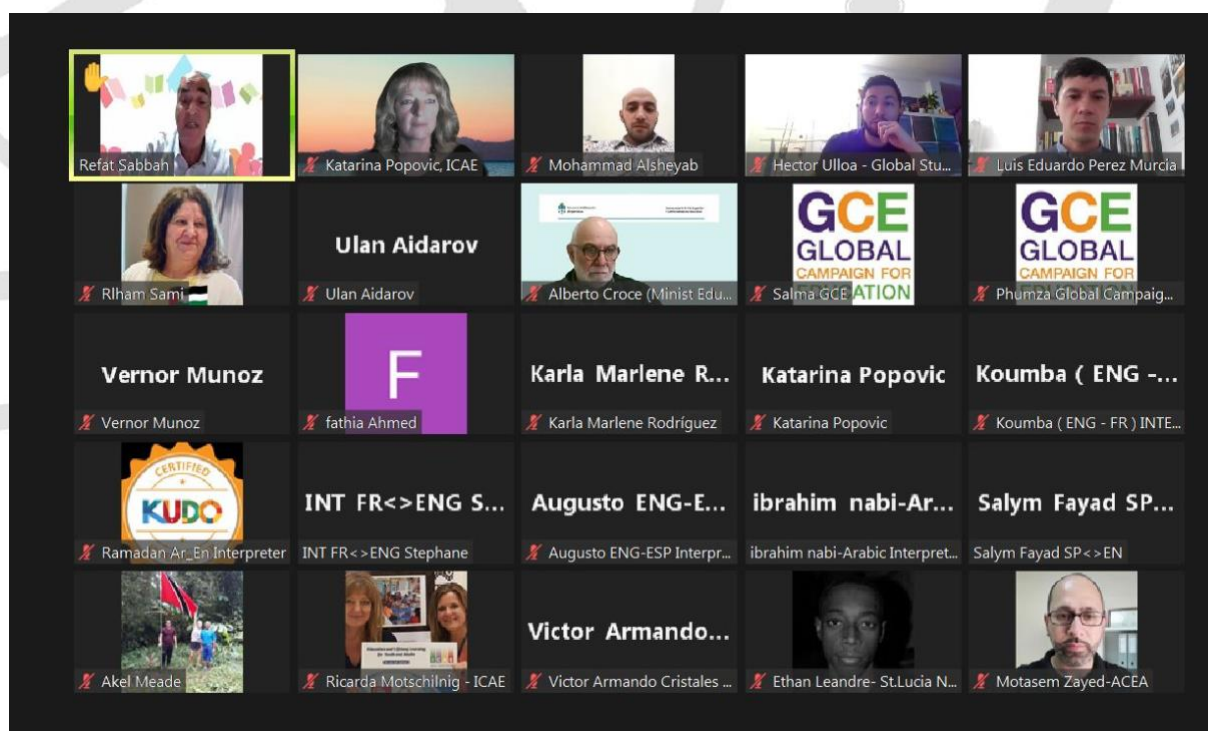 Refat Sabbah
Katarina Popovic, ICAE
Mohammad Alsheyab
Hector Ulloa - Global Stu...
Luis Eduardo Perez Murcia
RIham Sami
Ulan Aidarov
Ulan Aidarov
Alberto Croce (Minist Edu...
GCE
GLOBAL
CAMPAIGN FOR
EDUCATION
Salma GCE
GCE
GLOBAL
CAMPAIGN FOR
Phumza Global Campaig...
Vernor Munoz
Vernor Munoz
F
fathia Ahmed
Karla Marlene R...
Karla Marlene Rodríguez
Katarina Popovic
Katarina Popovic
Koumba ( ENG -...
Koumba ( ENG - FR ) INTE...
CERTIFIED
KUDO
Ramadan Ar_En Interpreter
INT FR<>ENG S...
INT FR<>ENG Stephane
Augusto ENG-E...
Augusto ENG-ESP Interpr...
ibrahim nabi-Ar...
ibrahim nabi-Arabic Interpret...
Salym Fayad SP...
Salym Fayad SP<>EN
Akel Meade
Ricarda Motschilnig - ICAE
Victor Armando...
Victor Armando Cristales ...
Ethan Leandre- St.Lucia N...
Motasem Zayed-ACEA